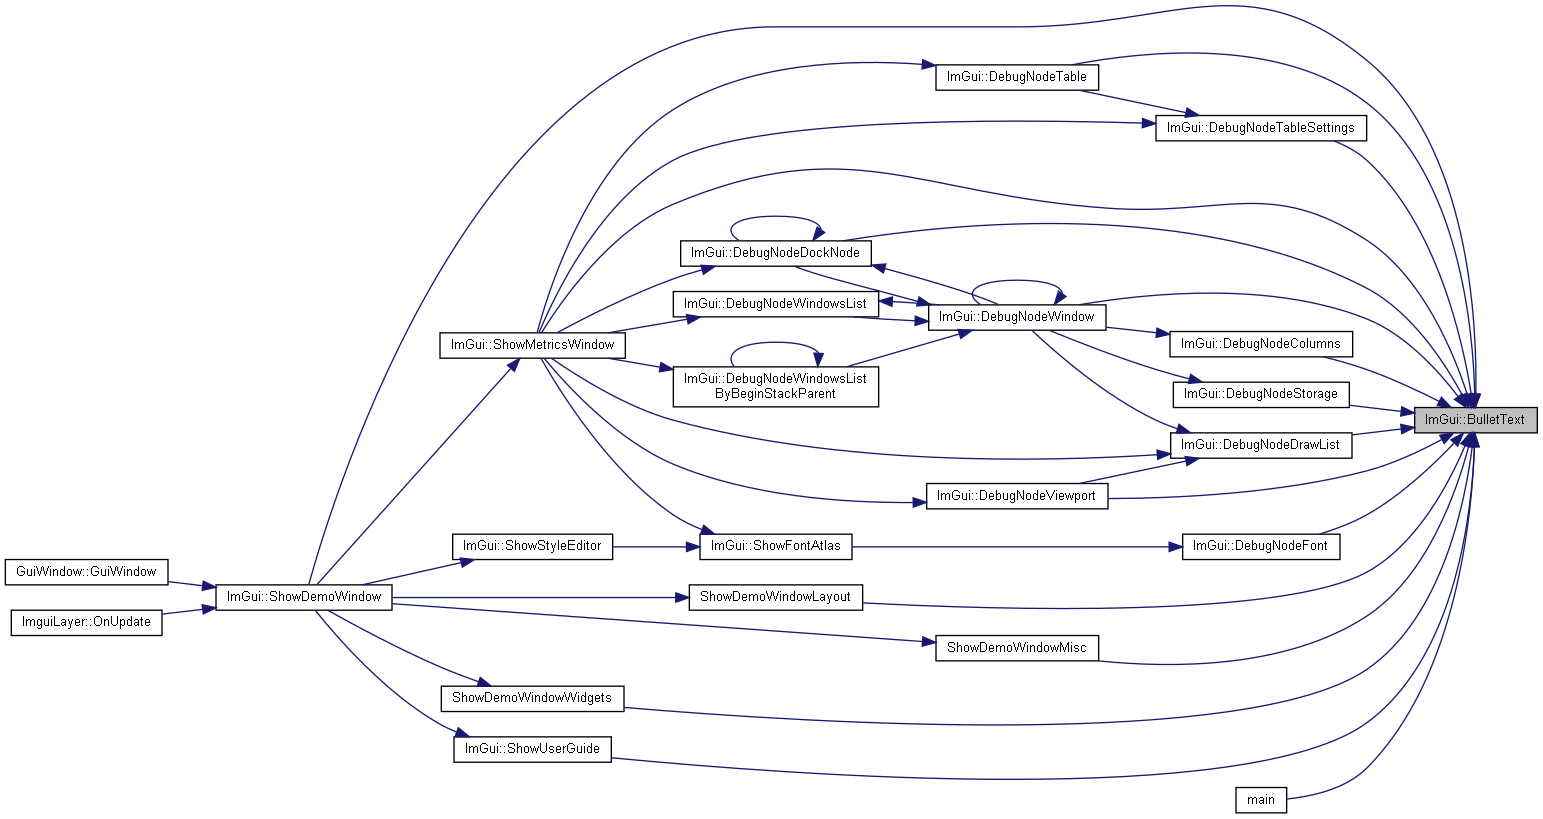 ImGui::DebugNodeTable
ImGui::DebugNodeTableSettings
ImGui::DebugNodeDockNode
ImGui::DebugNodeWindowsList
ImGui::DebugNodeWindow
ImGui::ShowMetricsWindow
ImGui::DebugNodeColumns
ImGui::DebugNodeWindowsList
ByBeginStackParent
ImGui::DebugNodeStorage
ImGui::BulletText
ImGui::DebugNodeDrawList
ImGui::DebugNodeViewport
ImGui::ShowStyleEditor
ImGui::ShowFontAtlas
ImGui::DebugNodeFont
GuiWindow::GuiWindow
ImGui::ShowDemoWindow
ShowDemoWindowLayout
ImguiLayer::OnUpdate
ShowDemoWindowMisc
ShowDemoWindowWidgets
ImGui::ShowUserGuide
main